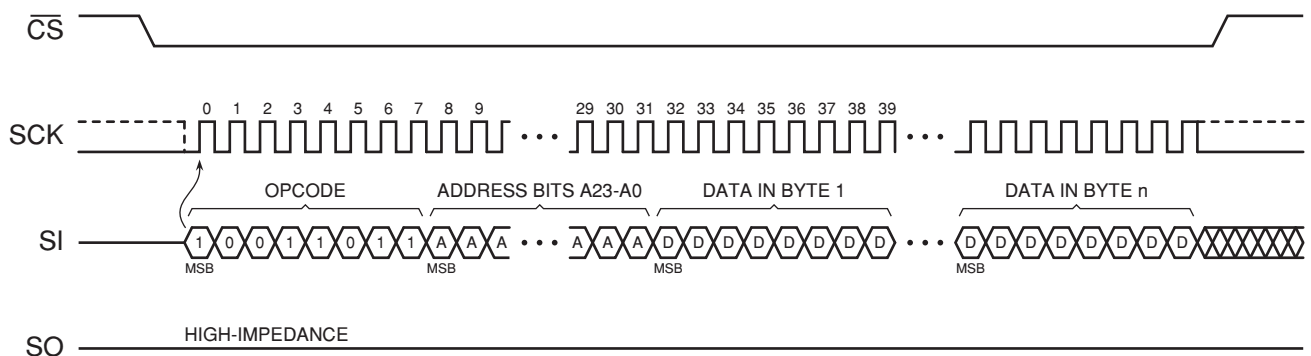 CS
0 1 2 3 4 5 6 7 8 9 29 30 31 32 33 34 35 36 37 38 39
SCK
OPCODE ADDRESS BITS A23-A0 DATA IN BYTE 1 DATA IN BYTE n
SI 1 0 0 1 1 0 1 1 A A A A A A D D D D D D D D D D D D D D D D
MSB MSB MSB MSB
HIGH-IMPEDANCE
SO